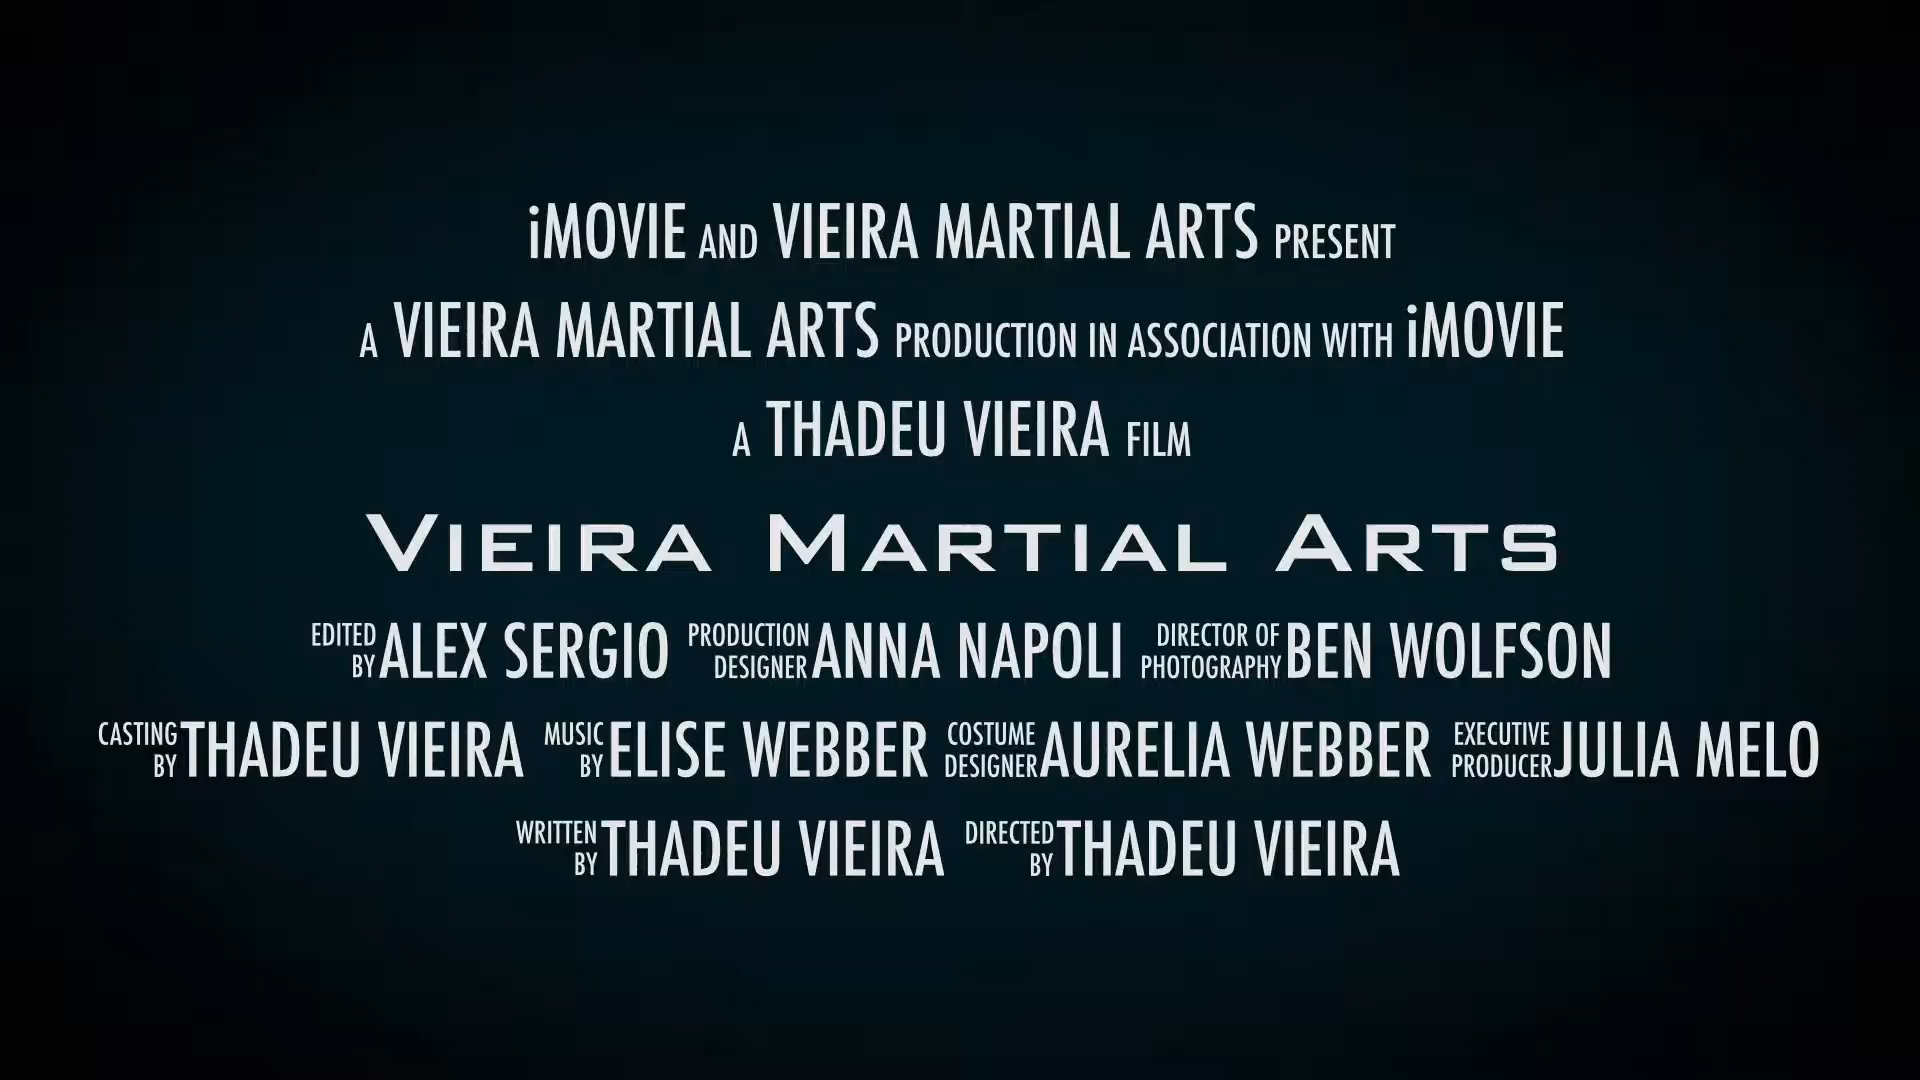 iMOVIE AND VIEIRA MARTIAL ARTS PRESENT
A VIEIRA MARTIAL ARTS PRODUCTION IN ASSOCIATION WITH iMOVIE
A THADEU VIEIRA FILM
VIEIRA MARTIAL ARTS
EDITED BY ALEX SERGIO PRODUCTION DESIGNER ANNA NAPOLI DIRECTOR OF PHOTOGRAPHY BEN WOLFSON
CASTING BY THADEU VIEIRA MUSIC BY ELISE WEBBER COSTUME DESIGNER AURELIA WEBBER EXECUTIVE PRODUCER JULIA MELO
WRITTEN BY THADEU VIEIRA DIRECTED BY THADEU VIEIRA